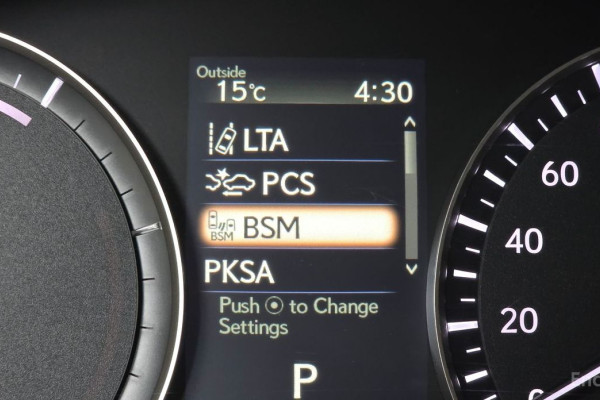 Outside
15°C 4:30
LTA
PCS
BSM BSM
PKSA
Push ⦿ to Change
Settings
P
60
40
20